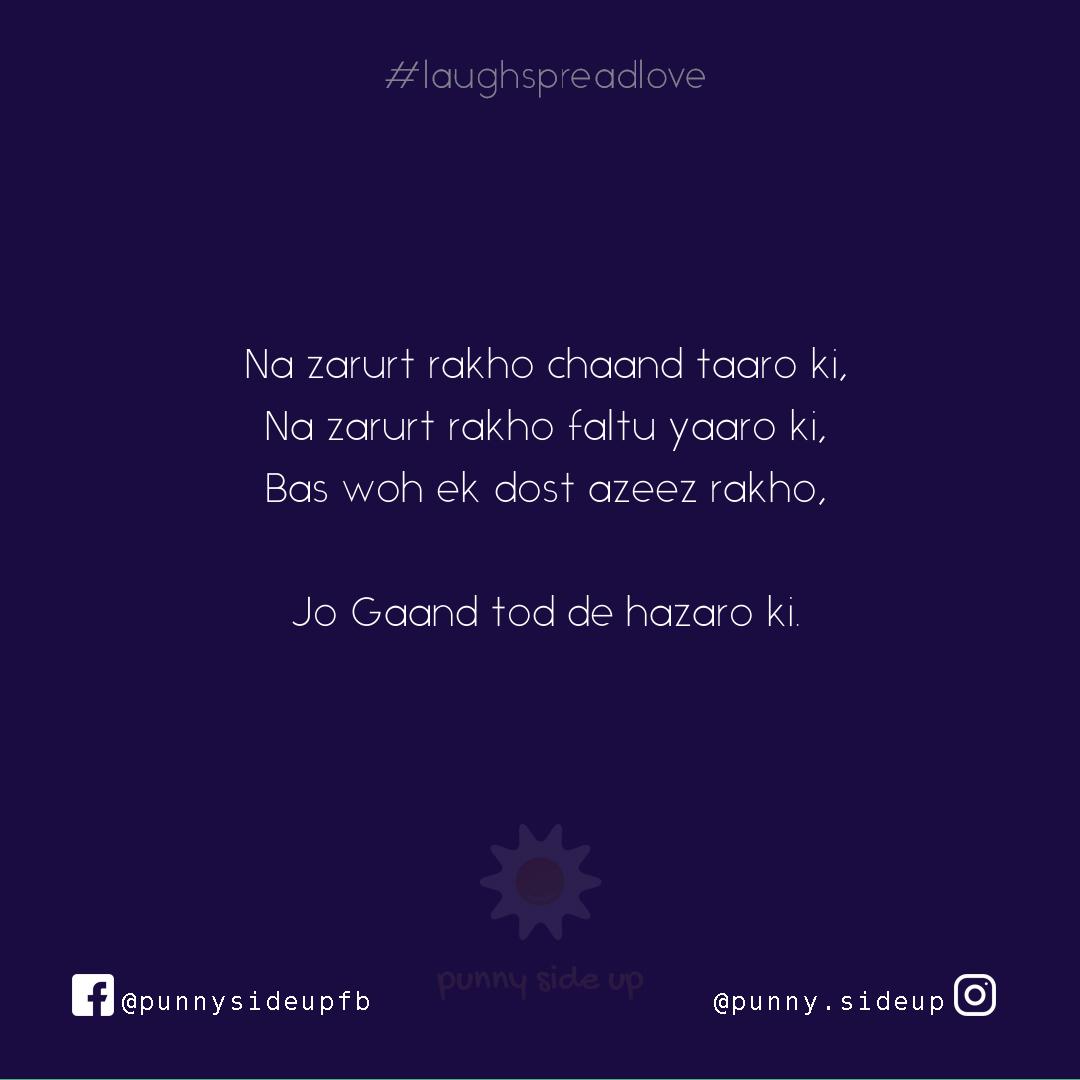 #laughspreadlove
Na zarurt rakho chaand taaro ki,
Na zarurt rakho faltu yaaro ki,
Bas woh ek dost azeez rakho,
Jo Gaand tod de hazaro ki.
punny side up
@punnysideupfb
@punny.sideup